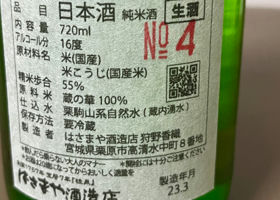 品目 日本酒 純米酒 生酒
内容量 720ml
アルコール分 16度
原材料 米(国産)
米こうじ(国産米)
精米歩合 55%
原料米 蔵の華 100%
仕込水 栗駒山系自然水(蔵内湧水)
保存方法 要冷蔵
製造者 はさまや酒造店 狩野香織
宮城県栗原市高清水中町8番地
No 4
はさまや酒造店
製造年月
23.3